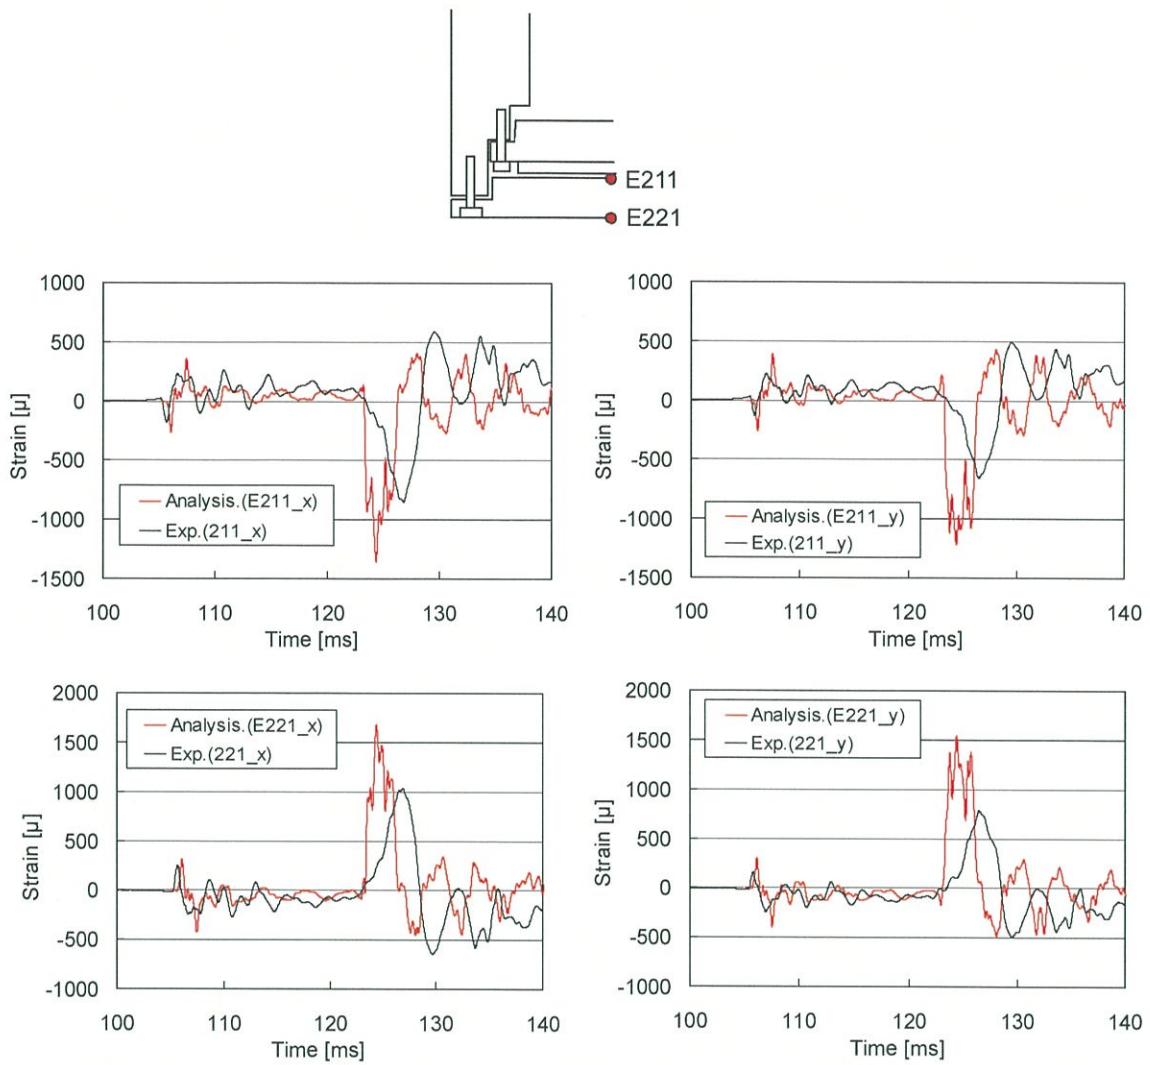 E211
E221
1000
500
0
-500
-1000
-1500
Strain [μ]
Analysis.(E211_x)
Exp.(211_x)
100
110
120
130
140
Time [ms]
1000
500
0
-500
-1000
-1500
Strain [μ]
Analysis.(E211_y)
Exp.(211_y)
100
110
120
130
140
Time [ms]
2000
1500
1000
500
0
-500
-1000
Strain [μ]
Analysis.(E221_x)
Exp.(221_x)
100
110
120
130
140
Time [ms]
2000
1500
1000
500
0
-500
-1000
Strain [μ]
Analysis.(E221_y)
Exp.(221_y)
100
110
120
130
140
Time [ms]